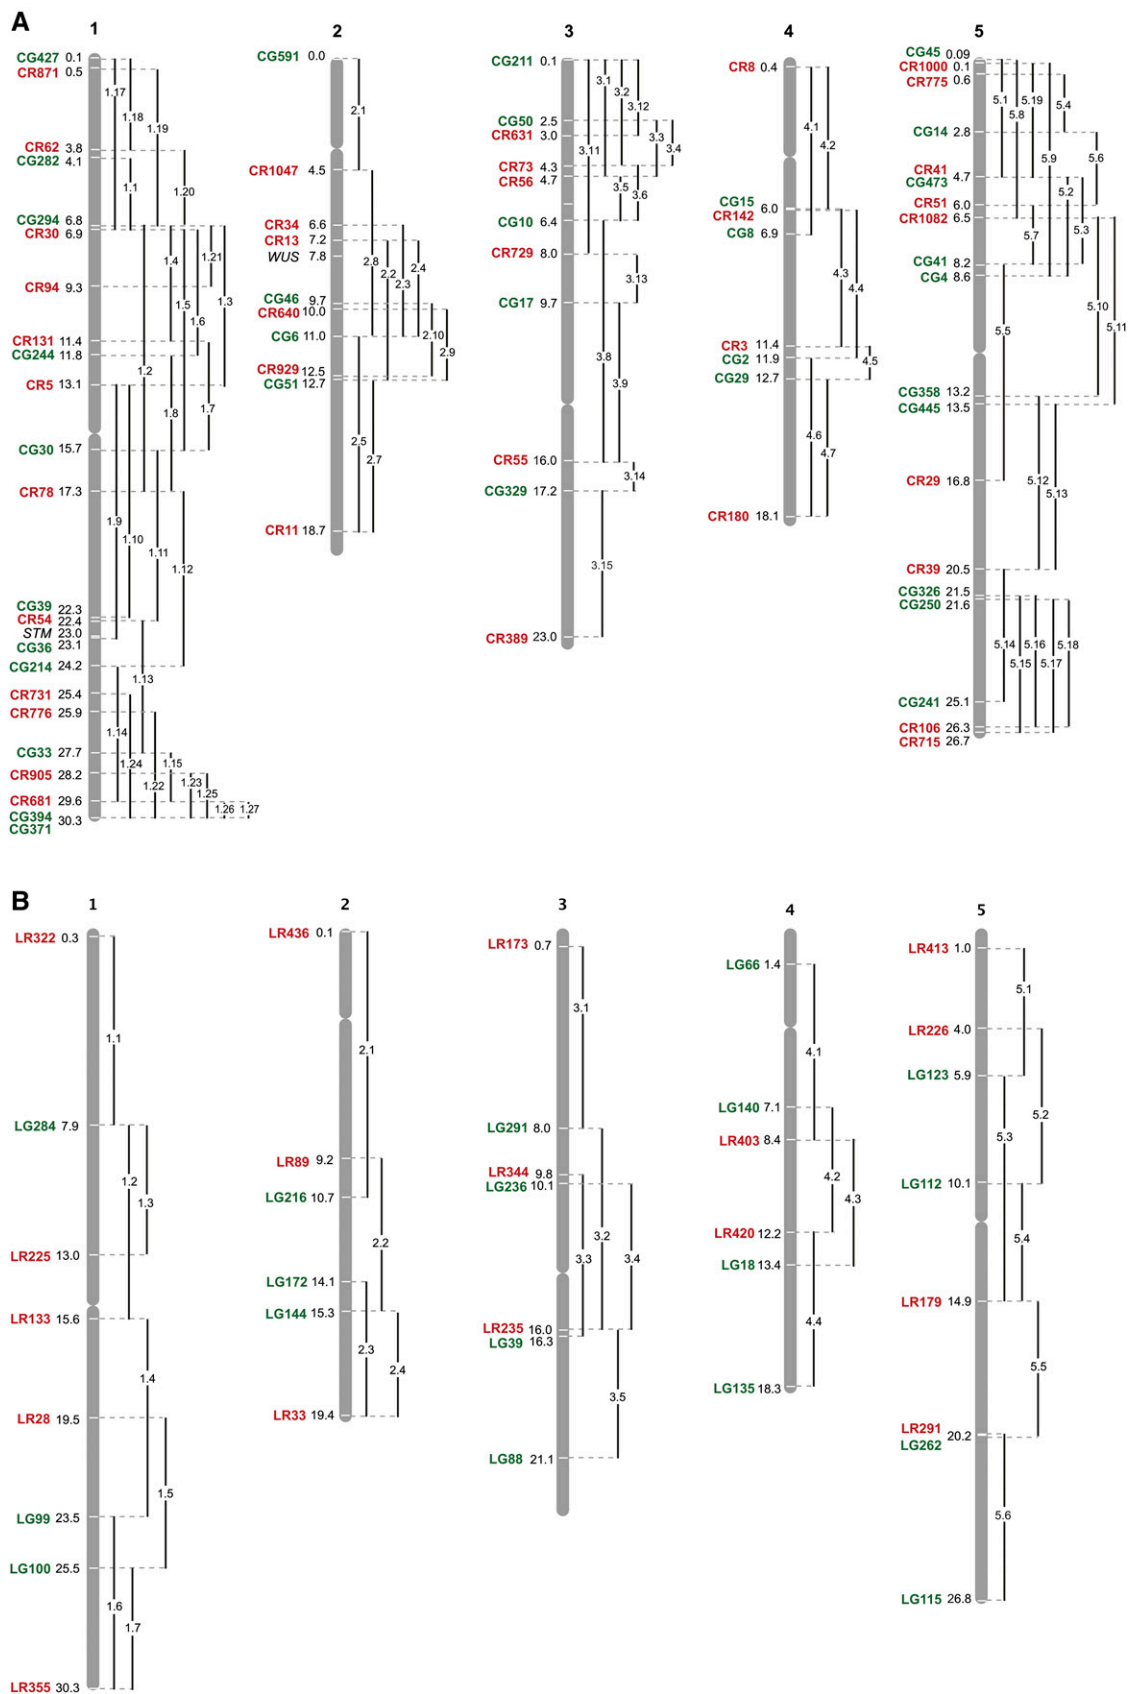 A
1
CG427 0.1
CR871 0.5
CR62 3.8
CG282 4.1
CG294 6.8
CR30 6.9
CR94 9.3
CR131 11.4
CG244 11.8
CR5 13.1
CG30 15.7
CR78 17.3
CG39 22.3
CR54 22.4
STM 23.0
CG36 23.1
CG214 24.2
CR731 25.4
CR776 25.9
CG33 27.7
CR905 28.2
CR681 29.6
CG394 30.3
CG371
1.17
1.18
1.19
1.1
1.20
1.4
1.21
1.5
1.3
1.6
1.2
1.8
1.7
1.9
1.10
1.11
1.12
1.13
1.14
1.24
1.15
1.22
1.23
1.25
1.26
1.27
2
CG591 0.0
CR1047 4.5
CR34 6.6
CR13 7.2
WUS 7.8
CG46 9.7
CR640 10.0
CG6 11.0
CR929 12.5
CG51 12.7
CR11 18.7
2.1
2.8
2.2
2.3
2.4
2.10
2.9
2.5
2.7
3
CG211 0.1
CG50 2.5
CR631 3.0
CR73 4.3
CR56 4.7
CG10 6.4
CR729 8.0
CG17 9.7
CR55 16.0
CG329 17.2
CR389 23.0
3.1
3.2
3.12
3.3
3.4
3.11
3.5
3.6
3.13
3.8
3.9
3.14
3.15
4
CR8 0.4
CG15 6.0
CR142
CG8 6.9
CR3 11.4
CG2 11.9
CG29 12.7
CR180 18.1
4.1
4.2
4.3
4.4
4.5
4.6
4.7
5
CG45 0.09
CR1000 0.1
CR775 0.6
CG14 2.8
CR41 4.7
CG473
CR51 6.0
CR1082 6.5
CG41 8.2
CG4 8.6
CG358 13.2
CG445 13.5
CR29 16.8
CR39 20.5
CG326 21.5
CG250 21.6
CG241 25.1
CR106 26.3
CR715 26.7
5.1
5.19
5.4
5.8
5.9
5.6
5.2
5.7
5.3
5.10
5.11
5.5
5.12
5.13
5.14
5.16
5.18
5.15
5.17
B
1
LR322 0.3
LG284 7.9
LR225 13.0
LR133 15.6
LR28 19.5
LG99 23.5
LG100 25.5
LR355 30.3
1.1
1.2
1.3
1.4
1.5
1.6
1.7
2
LR436 0.1
LR89 9.2
LG216 10.7
LG172 14.1
LG144 15.3
LR33 19.4
2.1
2.2
2.3
2.4
3
LR173 0.7
LG291 8.0
LR344 9.8
LG236 10.1
LR235 16.0
LG39 16.3
LG88 21.1
3.1
3.2
3.3
3.4
3.5
4
LG66 1.4
LG140 7.1
LR403 8.4
LR420 12.2
LG18 13.4
LG135 18.3
4.1
4.2
4.3
4.4
5
LR413 1.0
LR226 4.0
LG123 5.9
LG112 10.1
LR179 14.9
LR291 20.2
LG262
LG115 26.8
5.1
5.2
5.3
5.4
5.5
5.6